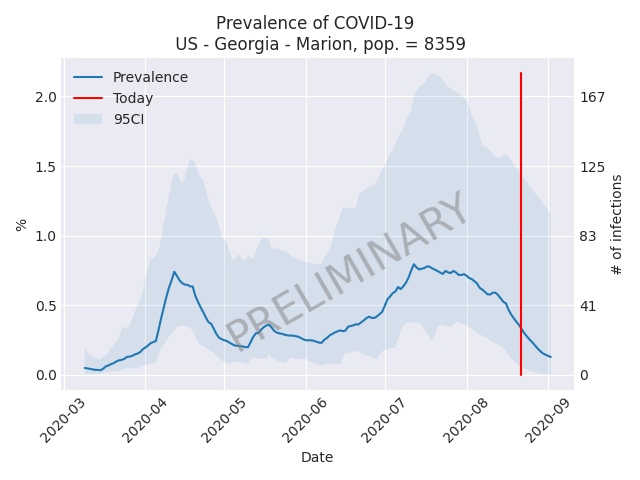 Prevalence of COVID-19
US - Georgia - Marion, pop. = 8359
Prevalence
Today
95CI
PRELIMINARY
%
2.0
1.5
1.0
0.5
0.0
167
125
83
41
0
# of infections
2020-03
2020-04
2020-05
2020-06
2020-07
2020-08
2020-09
Date